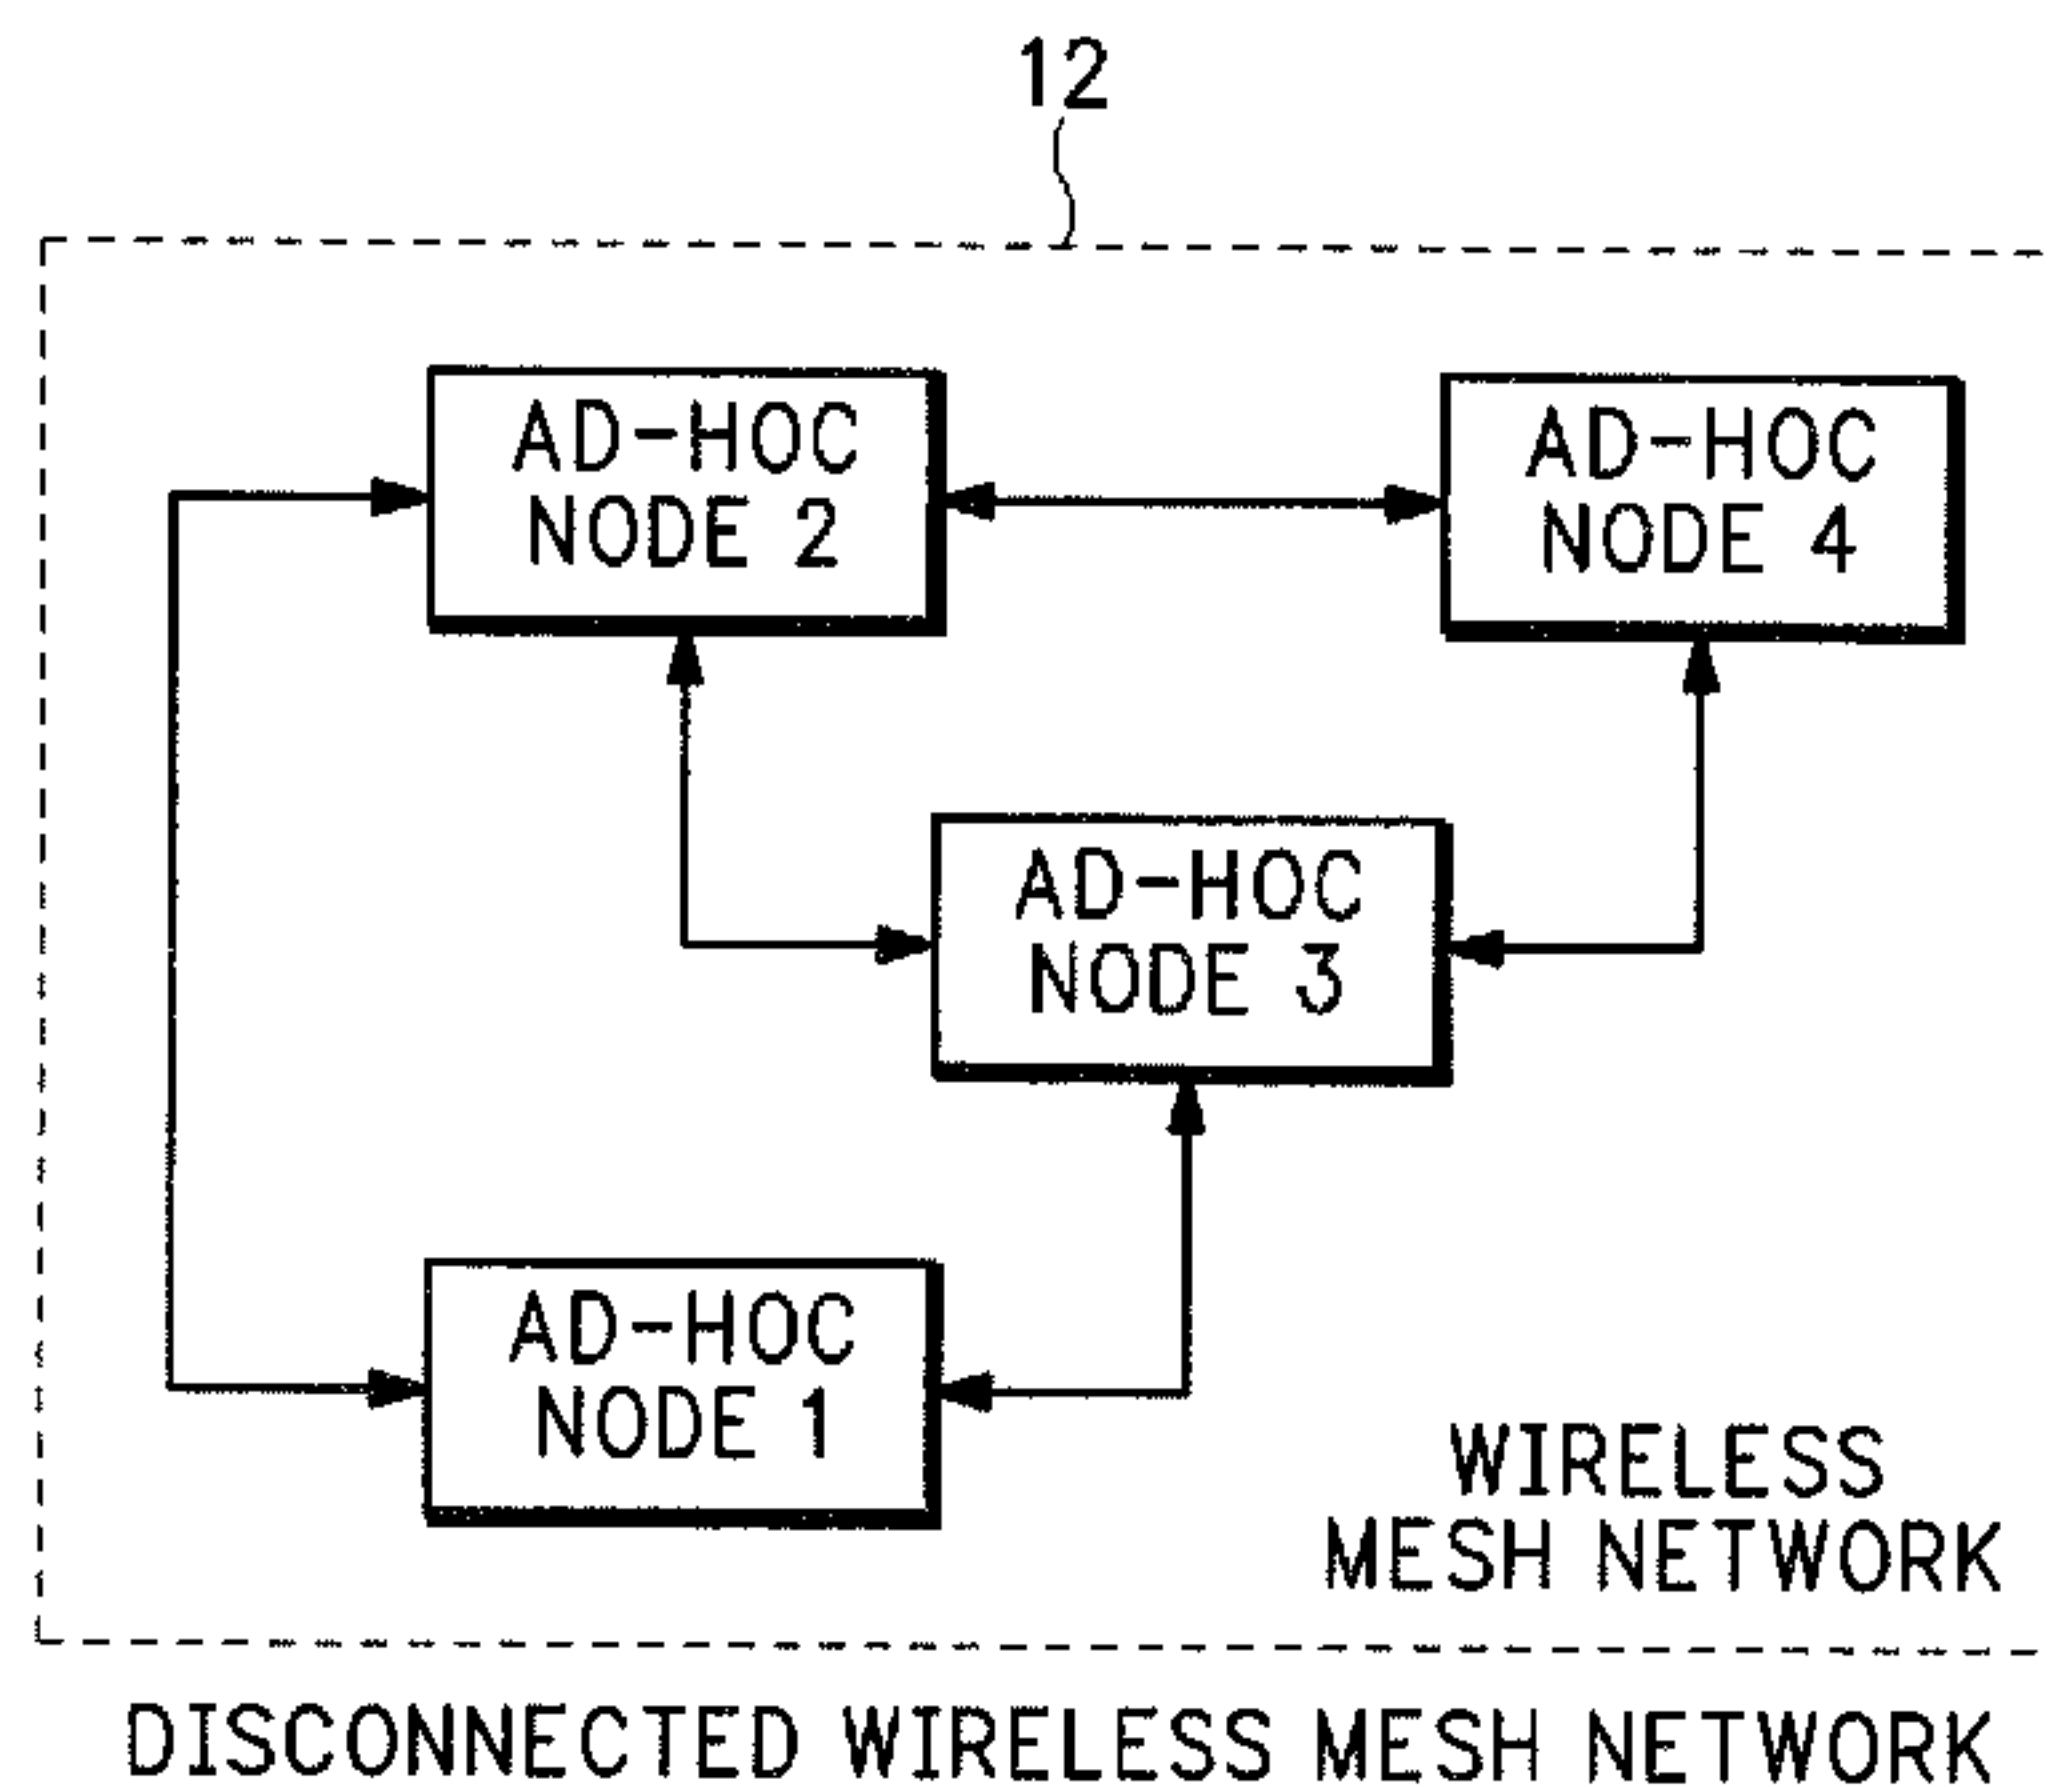 12
AD-HOC
NODE 2
AD-HOC
NODE 4
AD-HOC
NODE 3
AD-HOC
NODE 1
WIRELESS
MESH NETWORK
DISCONNECTED WIRELESS MESH NETWORK